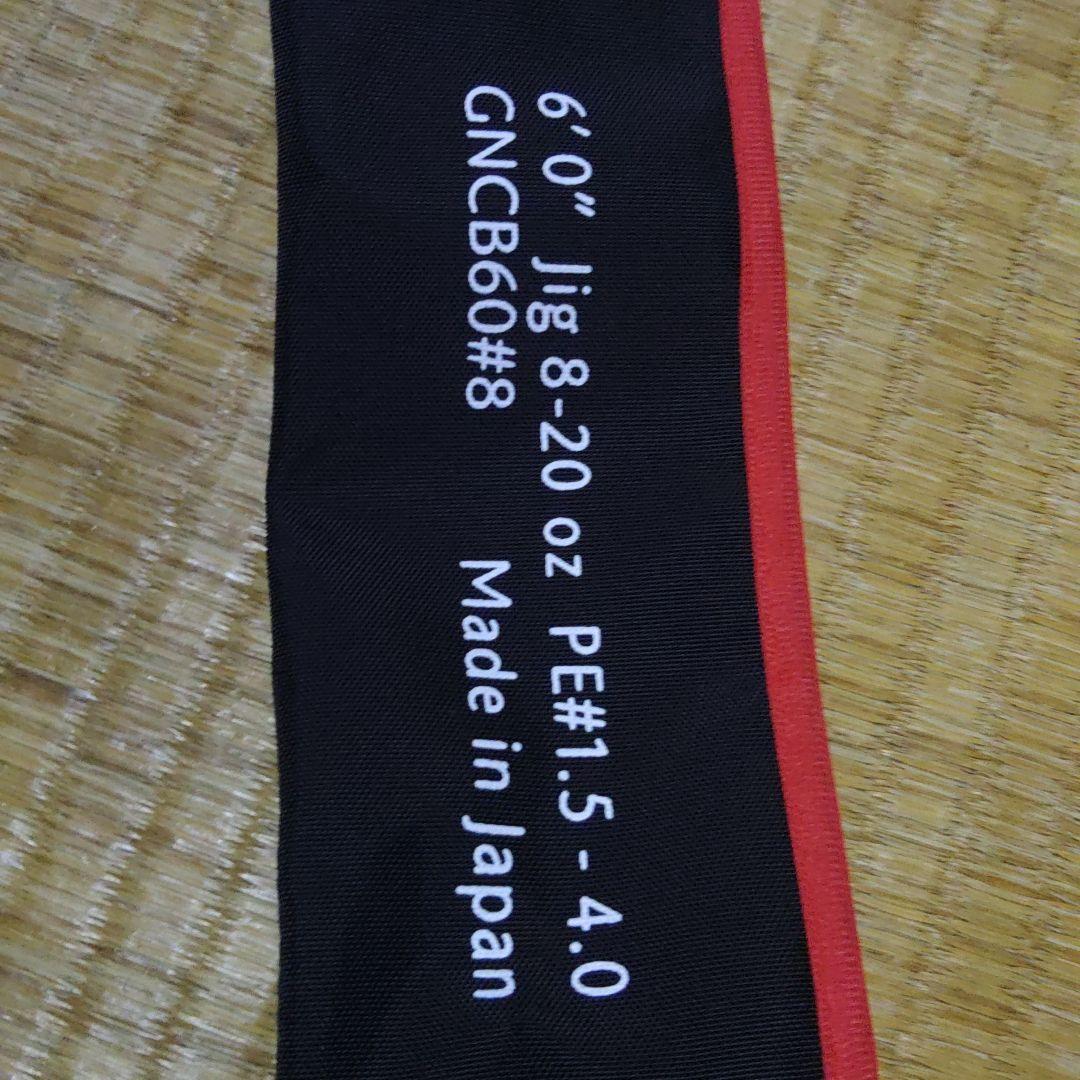 6'0" Jig 8-20 oz PE#1.5 - 4.0
GNCB60#8 Made in Japan